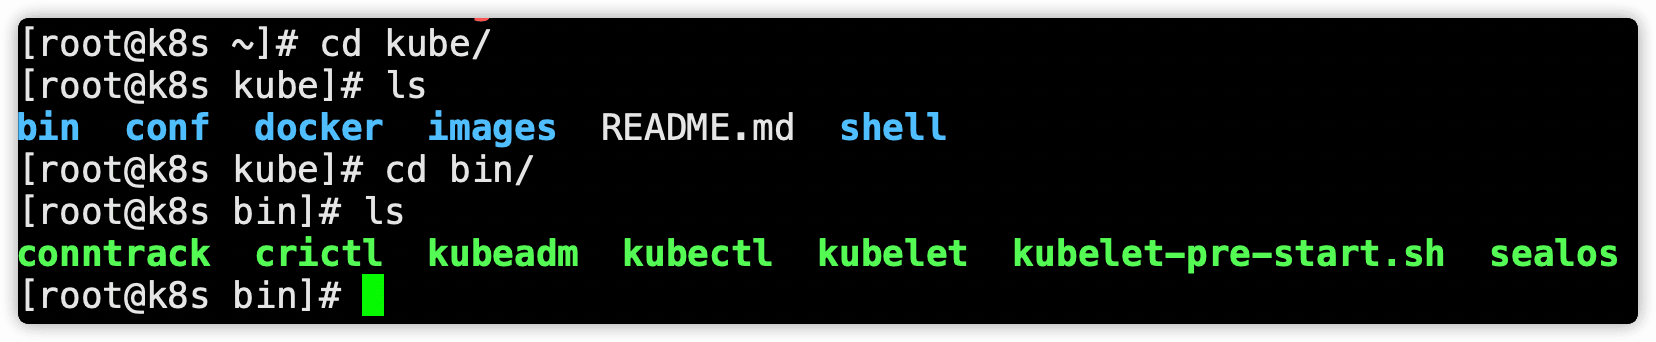 [root@k8s ~]# cd kube/
[root@k8s kube]# ls
bin  conf  docker  images  README.md  shell
[root@k8s kube]# cd bin/
[root@k8s bin]# ls
conntrack  crictl  kubeadm  kubectl  kubelet  kubelet-pre-start.sh  sealos
[root@k8s bin]#